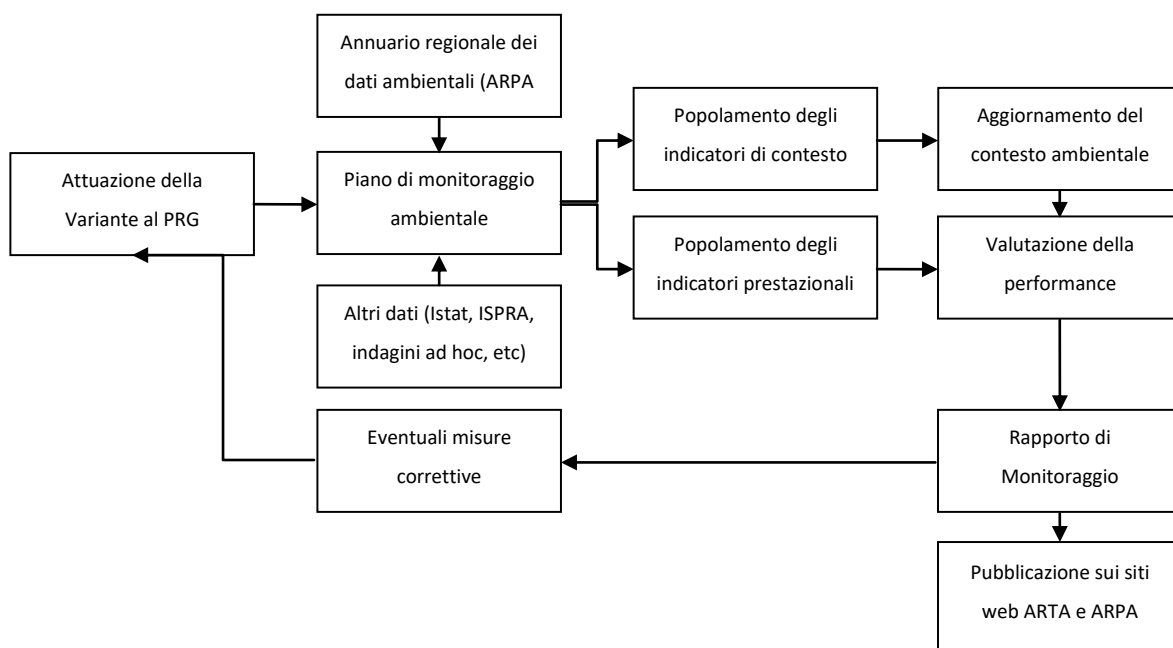 Annuario regionale dei
dati ambientali (ARPA
Popolamento degli
indicatori di contesto
Aggiornamento del
contesto ambientale
Attuazione della
Variante al PRG
Piano di monitoraggio
ambientale
Popolamento degli
indicatori prestazionali
Valutazione della
performance
Altri dati (Istat, ISPRA,
indagini ad hoc, etc)
Eventuali misure
correttive
Rapporto di
Monitoraggio
Pubblicazione sui siti
web ARTA e ARPA